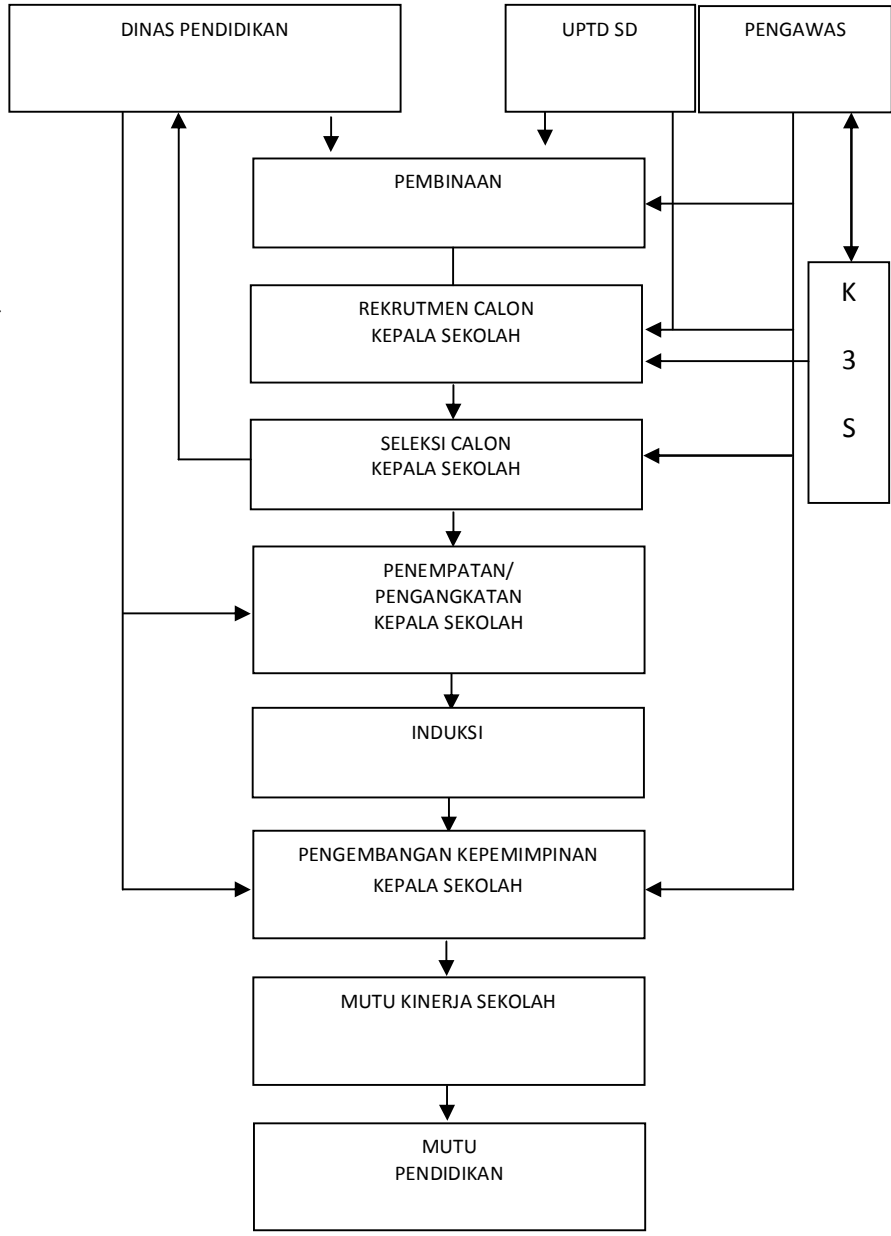 DINAS PENDIDIKAN
UPTD SD
PENGAWAS
PEMBINAAN
REKRUTMEN CALON
KEPALA SEKOLAH
K
3
S
SELEKSI CALON
KEPALA SEKOLAH
PENEMPATAN/
PENGANGKATAN
KEPALA SEKOLAH
INDUKSI
PENGEMBANGAN KEPEMIMPINAN
KEPALA SEKOLAH
MUTU KINERJA SEKOLAH
MUTU
PENDIDIKAN